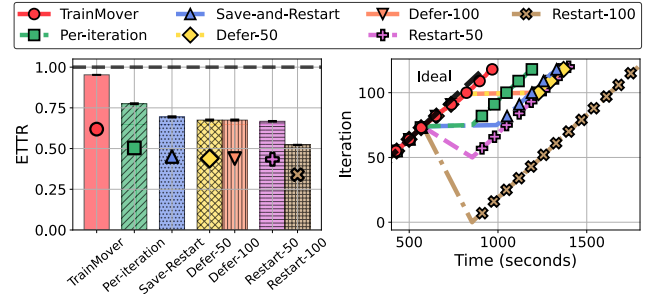 TrainMover Save-and-Restart Defer-100 Restart-100
Per-iteration Defer-50 Restart-50
ETTR
1.00
0.75
0.50
0.25
0.00
TrainMover
Per-iteration
Save-Restart
Defer-50
Defer-100
Restart-50
Restart-100
Iteration
100
50
0
Ideal
500 1000 1500
Time (seconds)